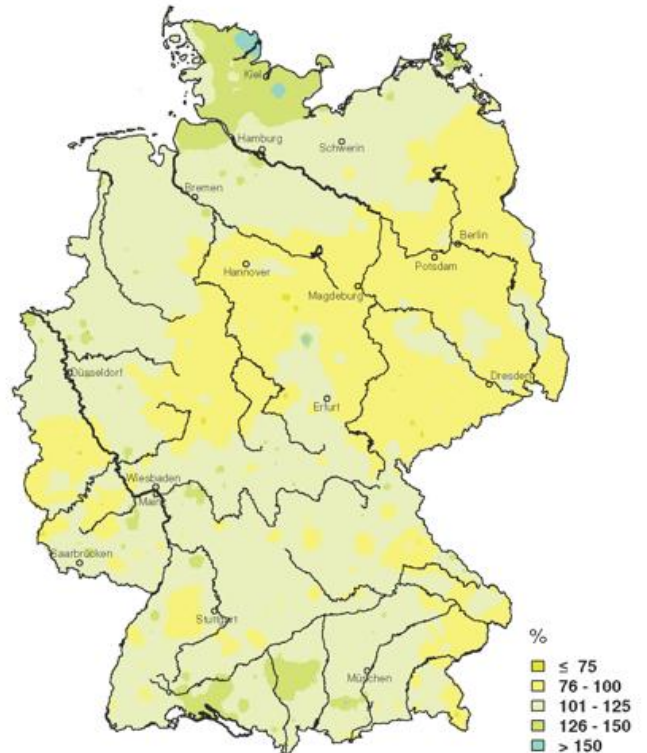 Kiel
Hamburg
Schwerin
Bremen
Berlin
Hannover
Potsdam
Magdeburg
Düsseldorf
Dresden
Erfurt
Wiesbaden
Mainz
Saarbrücken
Stuttgart
München
%
≤ 75
76 - 100
101 - 125
126 - 150
> 150